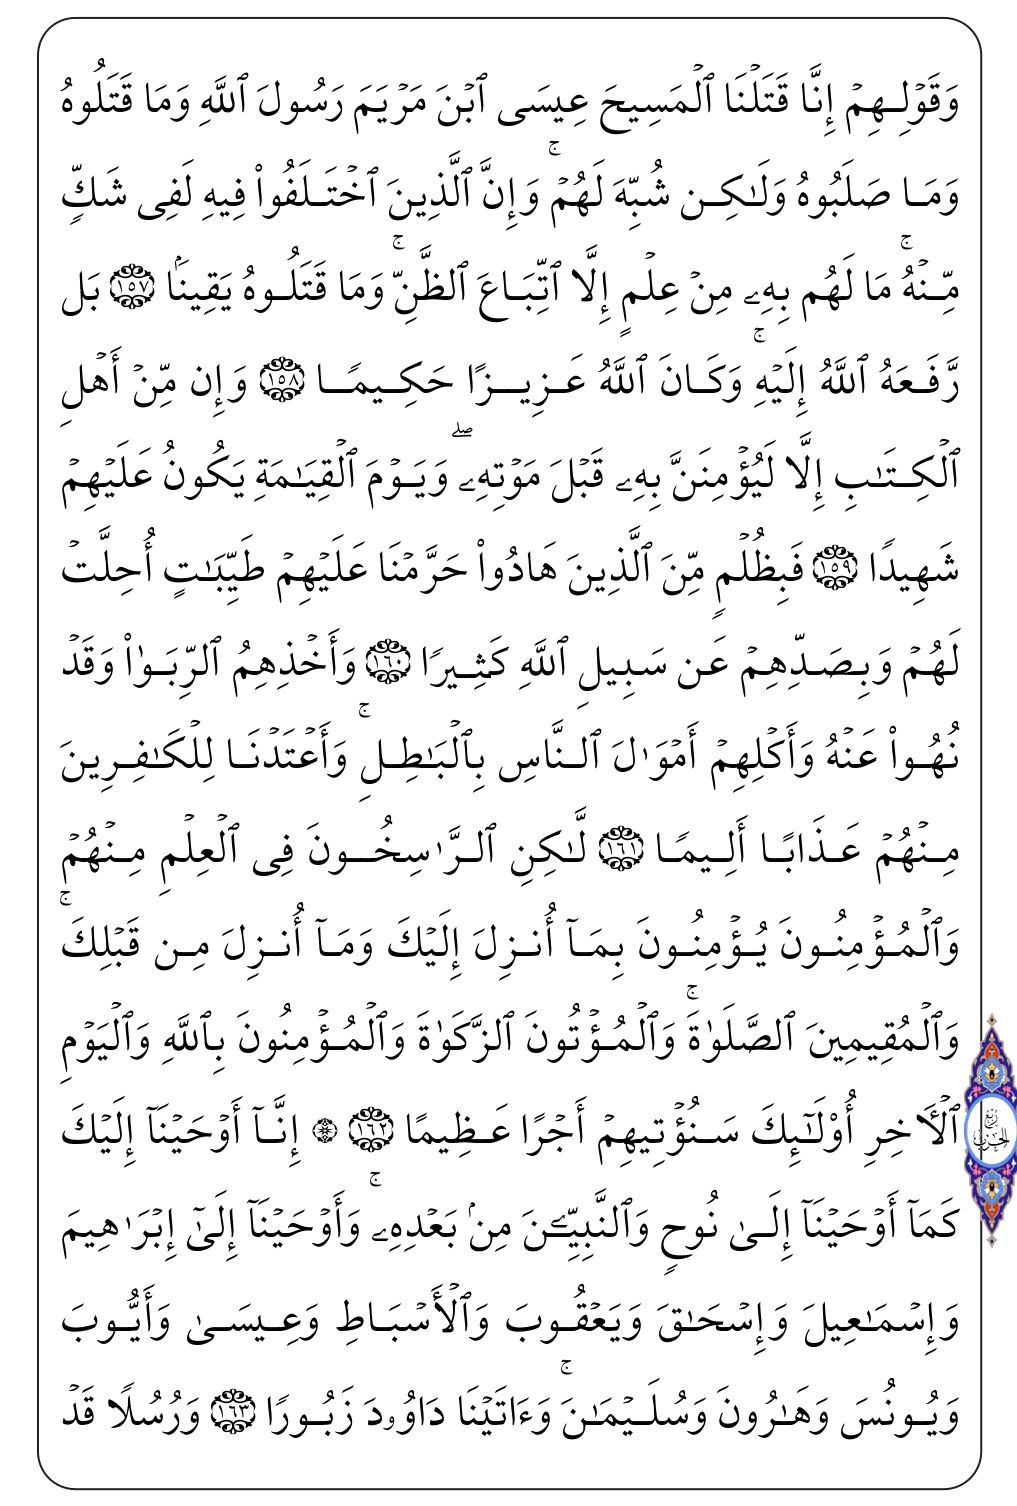 وَقَوۡلِهِمۡ إِنَّا قَتَلۡنَا ٱلۡمَسِيحَ عِيسَى ٱبۡنَ مَرۡيَمَ رَسُولَ ٱللَّهِ وَمَا قَتَلُوهُ
وَمَا صَلَبُوهُ وَلَٰكِن شُبِّهَ لَهُمۡۚ وَإِنَّ ٱلَّذِينَ ٱخۡتَلَفُواْ فِيهِ لَفِي شَكّٖ
مِّنۡهُۚ مَا لَهُم بِهِۦ مِنۡ عِلۡمٍ إِلَّا ٱتِّبَاعَ ٱلظَّنِّۚ وَمَا قَتَلُوهُ يَقِينَۢا ١٥٧ بَل
رَّفَعَهُ ٱللَّهُ إِلَيۡهِۚ وَكَانَ ٱللَّهُ عَزِيزًا حَكِيمٗا ١٥٨ وَإِن مِّنۡ أَهۡلِ
ٱلۡكِتَٰبِ إِلَّا لَيُؤۡمِنَنَّ بِهِۦ قَبۡلَ مَوۡتِهِۦۖ وَيَوۡمَ ٱلۡقِيَٰمَةِ يَكُونُ عَلَيۡهِمۡ
شَهِيدٗا ١٥٩ فَبِظُلۡمٖ مِّنَ ٱلَّذِينَ هَادُواْ حَرَّمۡنَا عَلَيۡهِمۡ طَيِّبَٰتٍ أُحِلَّتۡ
لَهُمۡ وَبِصَدِّهِمۡ عَن سَبِيلِ ٱللَّهِ كَثِيرٗا ١٦٠ وَأَخۡذِهِمُ ٱلرِّبَوٰاْ وَقَدۡ
نُهُواْ عَنۡهُ وَأَكۡلِهِمۡ أَمۡوَٰلَ ٱلنَّاسِ بِٱلۡبَٰطِلِۚ وَأَعۡتَدۡنَا لِلۡكَٰفِرِينَ
مِنۡهُمۡ عَذَابًا أَلِيمٗا ١٦١ لَّٰكِنِ ٱلرَّٰسِخُونَ فِي ٱلۡعِلۡمِ مِنۡهُمۡ
وَٱلۡمُؤۡمِنُونَ يُؤۡمِنُونَ بِمَآ أُنزِلَ إِلَيۡكَ وَمَآ أُنزِلَ مِن قَبۡلِكَۚ
وَٱلۡمُقِيمِينَ ٱلصَّلَوٰةَۚ وَٱلۡمُؤۡتُونَ ٱلزَّكَوٰةَ وَٱلۡمُؤۡمِنُونَ بِٱللَّهِ وَٱلۡيَوۡمِ
ٱلۡأٓخِرِ أُوْلَٰٓئِكَ سَنُؤۡتِيهِمۡ أَجۡرًا عَظِيمًا ١٦٢ ۞ إِنَّآ أَوۡحَيۡنَآ إِلَيۡكَ
ربع الحزب
كَمَآ أَوۡحَيۡنَآ إِلَىٰ نُوحٖ وَٱلنَّبِيِّـۧنَ مِنۢ بَعۡدِهِۦۚ وَأَوۡحَيۡنَآ إِلَىٰٓ إِبۡرَٰهِيمَ
وَإِسۡمَٰعِيلَ وَإِسۡحَٰقَ وَيَعۡقُوبَ وَٱلۡأَسۡبَاطِ وَعِيسَىٰ وَأَيُّوبَ
وَيُونُسَ وَهَٰرُونَ وَسُلَيۡمَٰنَۚ وَءَاتَيۡنَا دَاوُۥدَ زَبُورٗا ١٦٣ وَرُسُلٗا قَدۡ